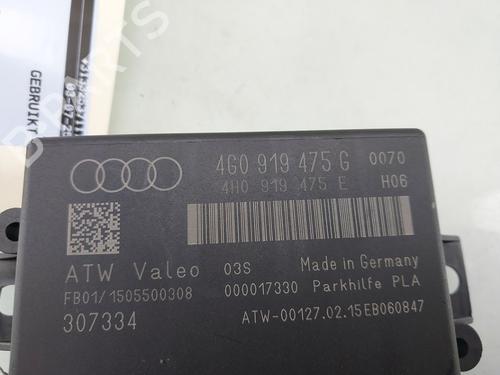 GEBRUIKT
4G0 919 475 G 0070
4H0 919 475 E H06
ATW Valeo 03S Made in Germany
FB01/1505500308 000017330 Parkhilfe PLA
307334 ATW-00127.02.15EB060847